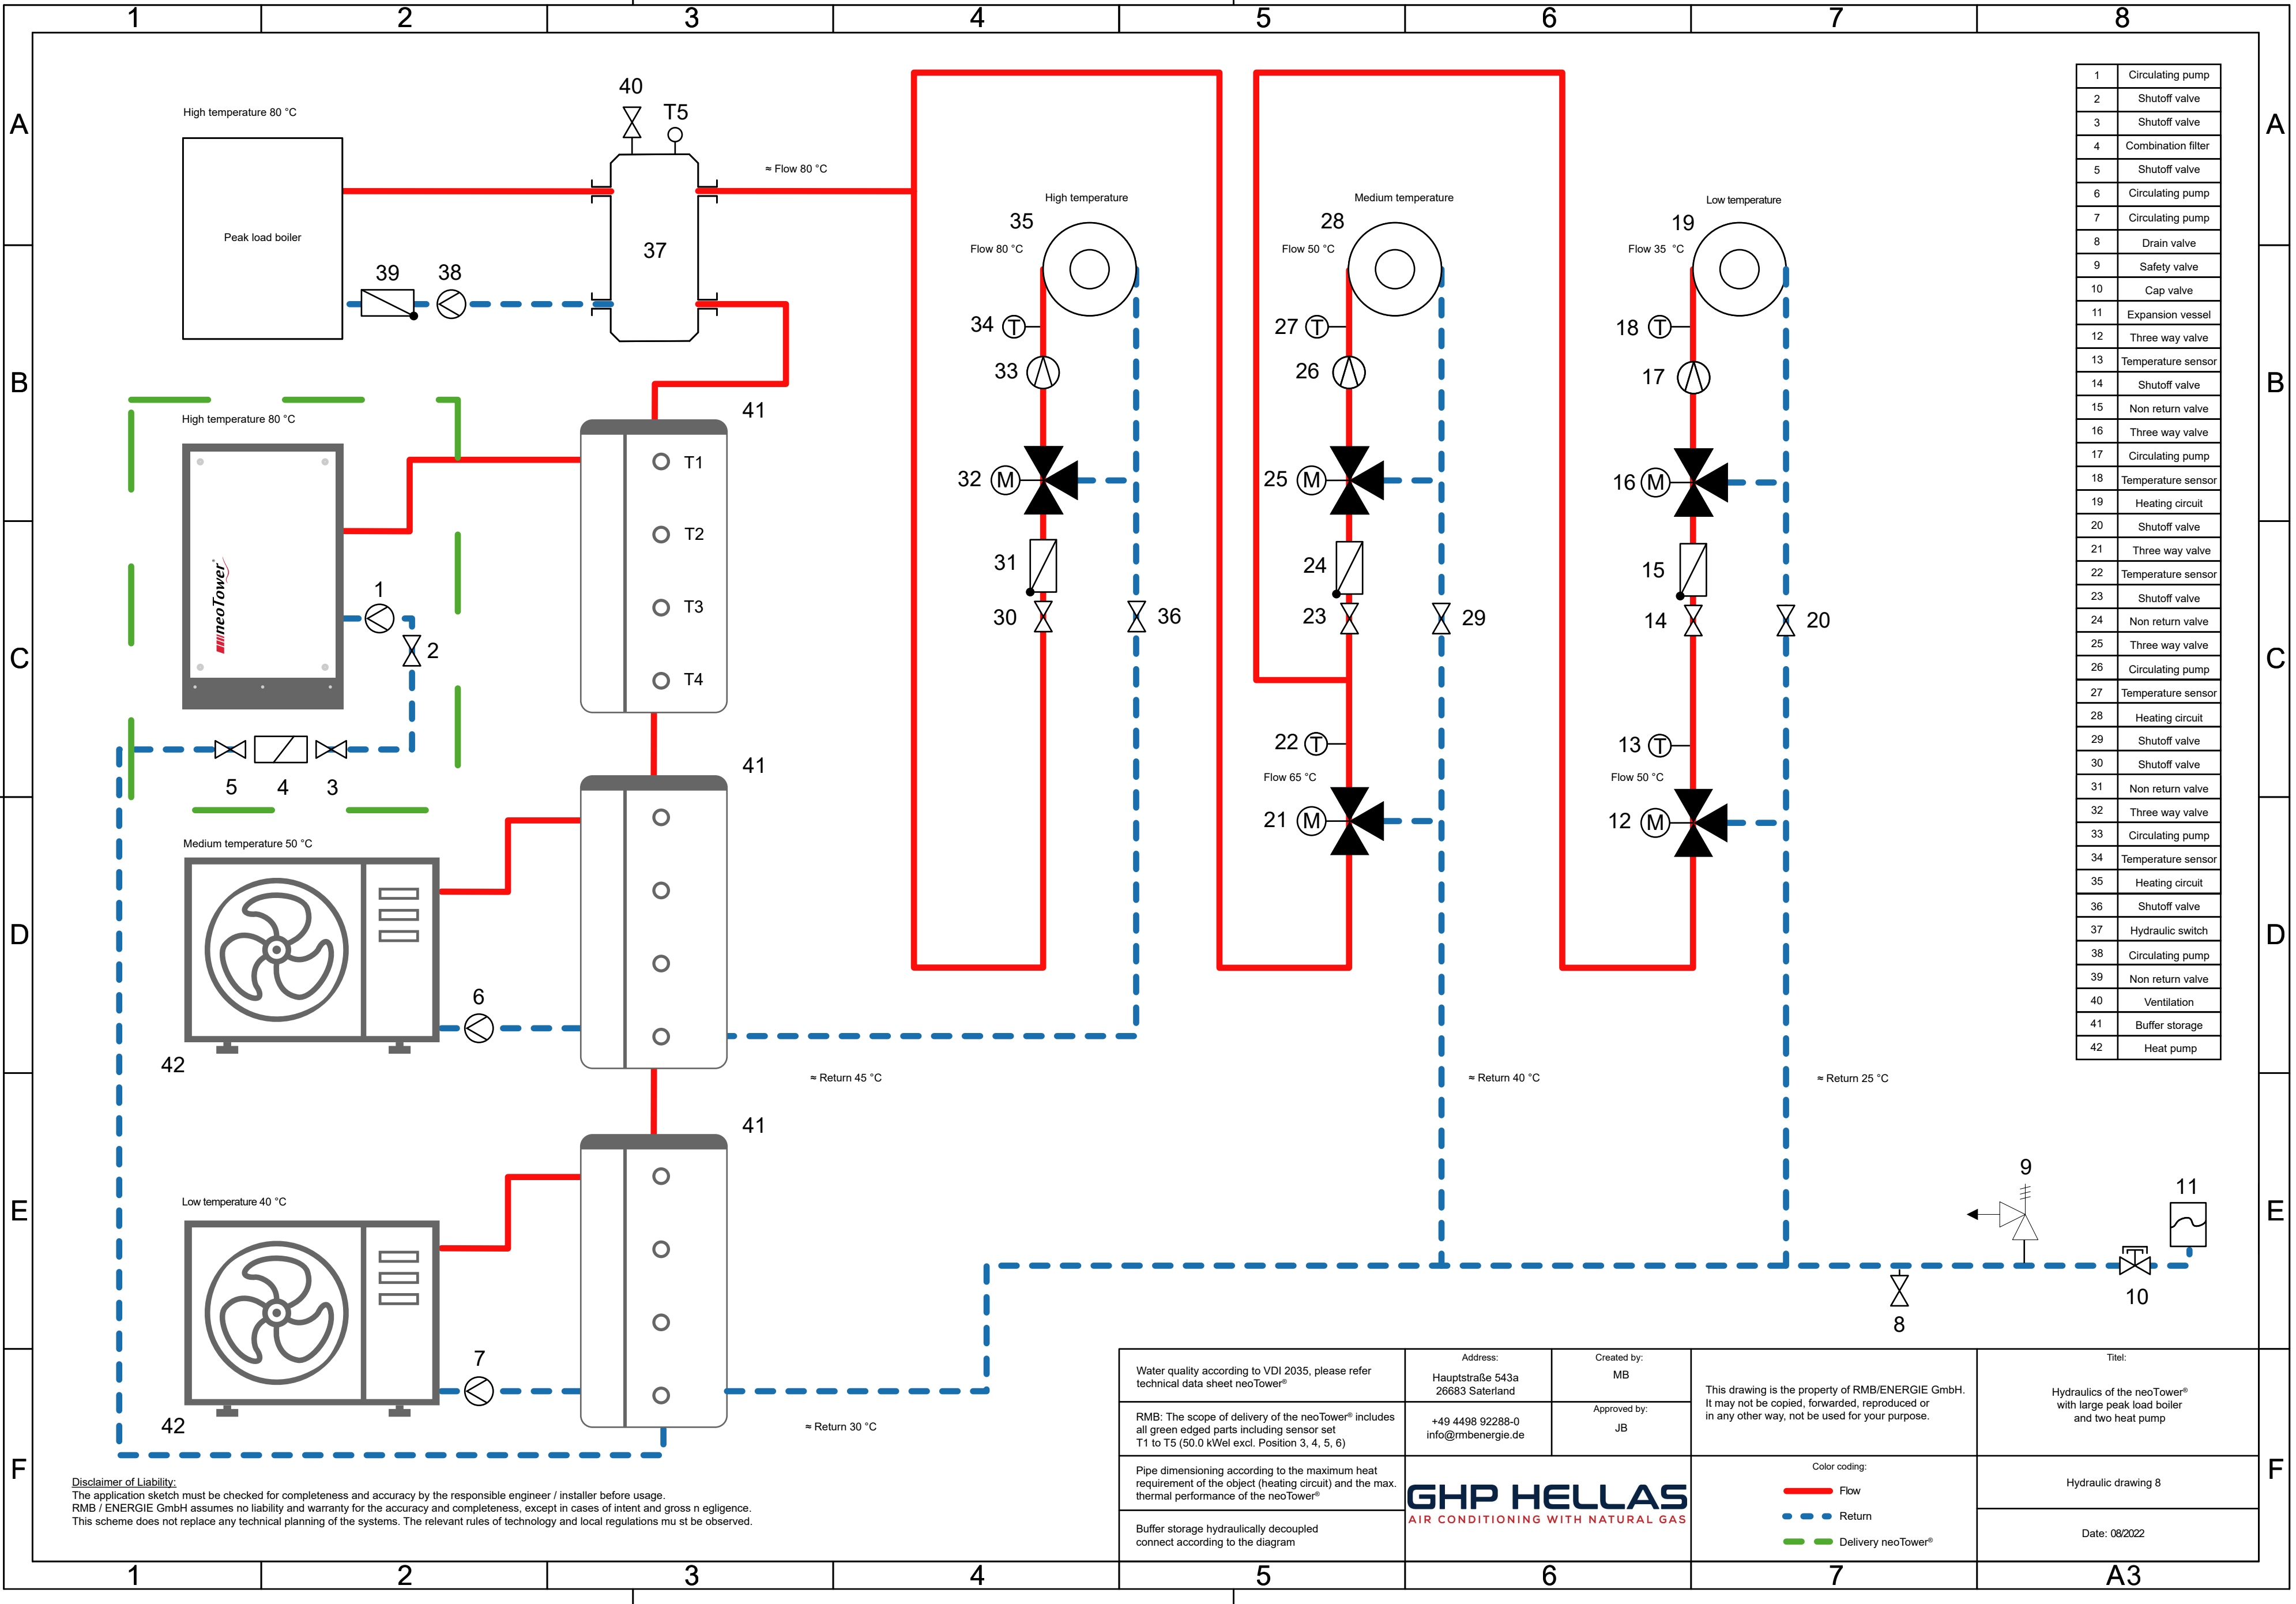 1 2 3 4 5 6 7 8
A A
B B
C C
D D
E E
F F
High temperature 80 °C
Peak load boiler
39
38
40
T5
37
≈ Flow 80 °C
High temperature 80 °C
neoTower®
1
2
5 4 3
41
T1
T2
T3
T4
Medium temperature 50 °C
6
42
41
≈ Return 45 °C
Low temperature 40 °C
7
42
41
≈ Return 30 °C
High temperature
35
Flow 80 °C
34 T
33
32 M
31
30
36
Medium temperature
28
Flow 50 °C
27 T
26
25 M
24
23
29
22 T
Flow 65 °C
21 M
≈ Return 40 °C
Low temperature
19
Flow 35 °C
18 T
17
16 M
15
14
20
13 T
Flow 50 °C
12 M
≈ Return 25 °C
9
11
10
8
1 Circulating pump
2 Shutoff valve
3 Shutoff valve
4 Combination filter
5 Shutoff valve
6 Circulating pump
7 Circulating pump
8 Drain valve
9 Safety valve
10 Cap valve
11 Expansion vessel
12 Three way valve
13 Temperature sensor
14 Shutoff valve
15 Non return valve
16 Three way valve
17 Circulating pump
18 Temperature sensor
19 Heating circuit
20 Shutoff valve
21 Three way valve
22 Temperature sensor
23 Shutoff valve
24 Non return valve
25 Three way valve
26 Circulating pump
27 Temperature sensor
28 Heating circuit
29 Shutoff valve
30 Shutoff valve
31 Non return valve
32 Three way valve
33 Circulating pump
34 Temperature sensor
35 Heating circuit
36 Shutoff valve
37 Hydraulic switch
38 Circulating pump
39 Non return valve
40 Ventilation
41 Buffer storage
42 Heat pump
Disclaimer of Liability:
The application sketch must be checked for completeness and accuracy by the responsible engineer / installer before usage.
RMB / ENERGIE GmbH assumes no liability and warranty for the accuracy and completeness, except in cases of intent and gross n egligence.
This scheme does not replace any technical planning of the systems. The relevant rules of technology and local regulations mu st be observed.
Water quality according to VDI 2035, please refer
technical data sheet neoTower®
RMB: The scope of delivery of the neoTower® includes
all green edged parts including sensor set
T1 to T5 (50.0 kWel excl. Position 3, 4, 5, 6)
Pipe dimensioning according to the maximum heat
requirement of the object (heating circuit) and the max.
thermal performance of the neoTower®
Buffer storage hydraulically decoupled
connect according to the diagram
Address:
Hauptstraße 543a
26683 Saterland
+49 4498 92288-0
info@rmbenergie.de
Created by:
MB
Approved by:
JB
GHP HELLAS
AIR CONDITIONING WITH NATURAL GAS
This drawing is the property of RMB/ENERGIE GmbH.
It may not be copied, forwarded, reproduced or
in any other way, not be used for your purpose.
Color coding:
Flow
Return
Delivery neoTower®
Titel:
Hydraulics of the neoTower®
with large peak load boiler
and two heat pump
Hydraulic drawing 8
Date: 08/2022
1 2 3 4 5 6 7 A3